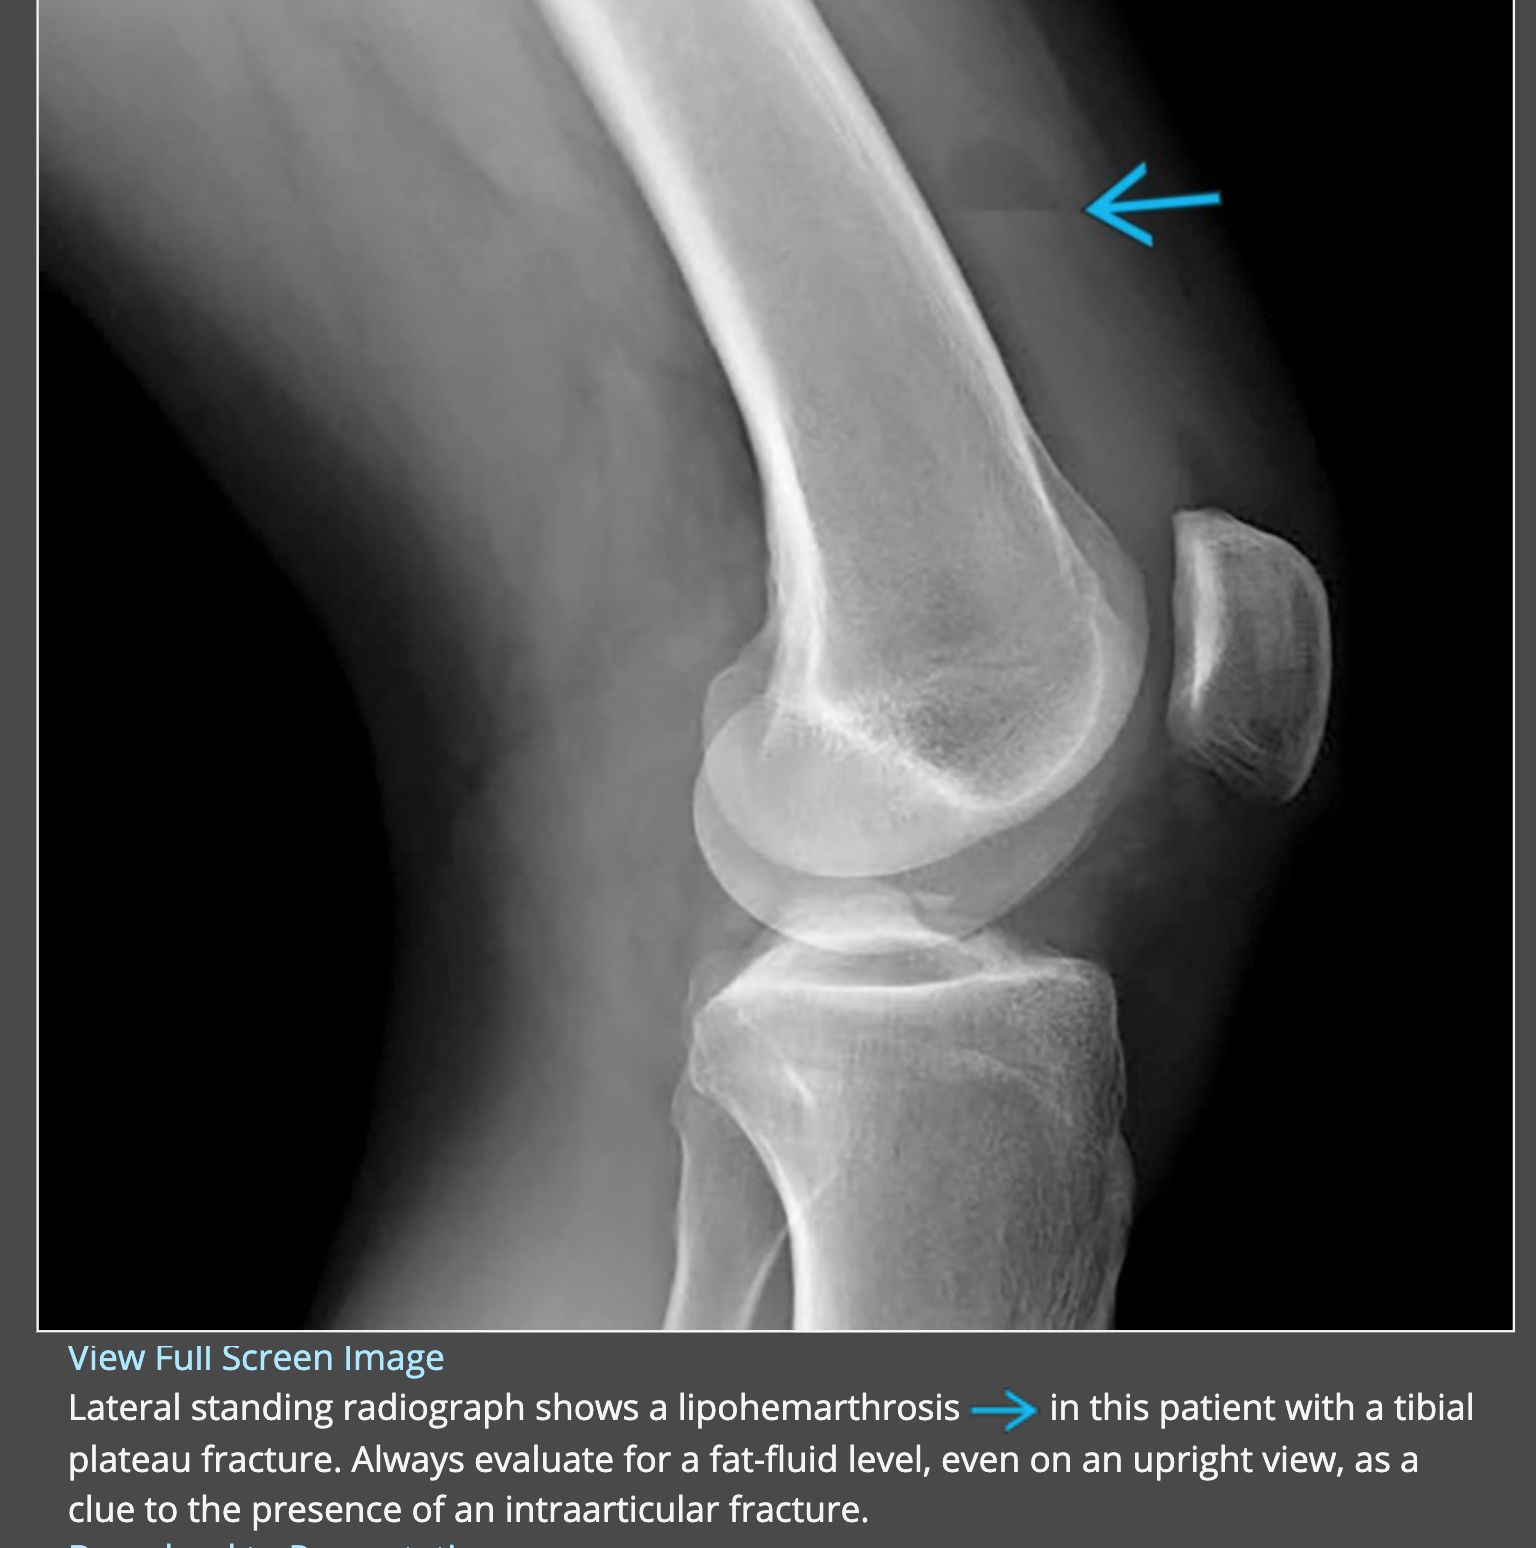 View Full Screen Image
Lateral standing radiograph shows a lipohemarthrosis in this patient with a tibial
plateau fracture. Always evaluate for a fat-fluid level, even on an upright view, as a
clue to the presence of an intraarticular fracture.